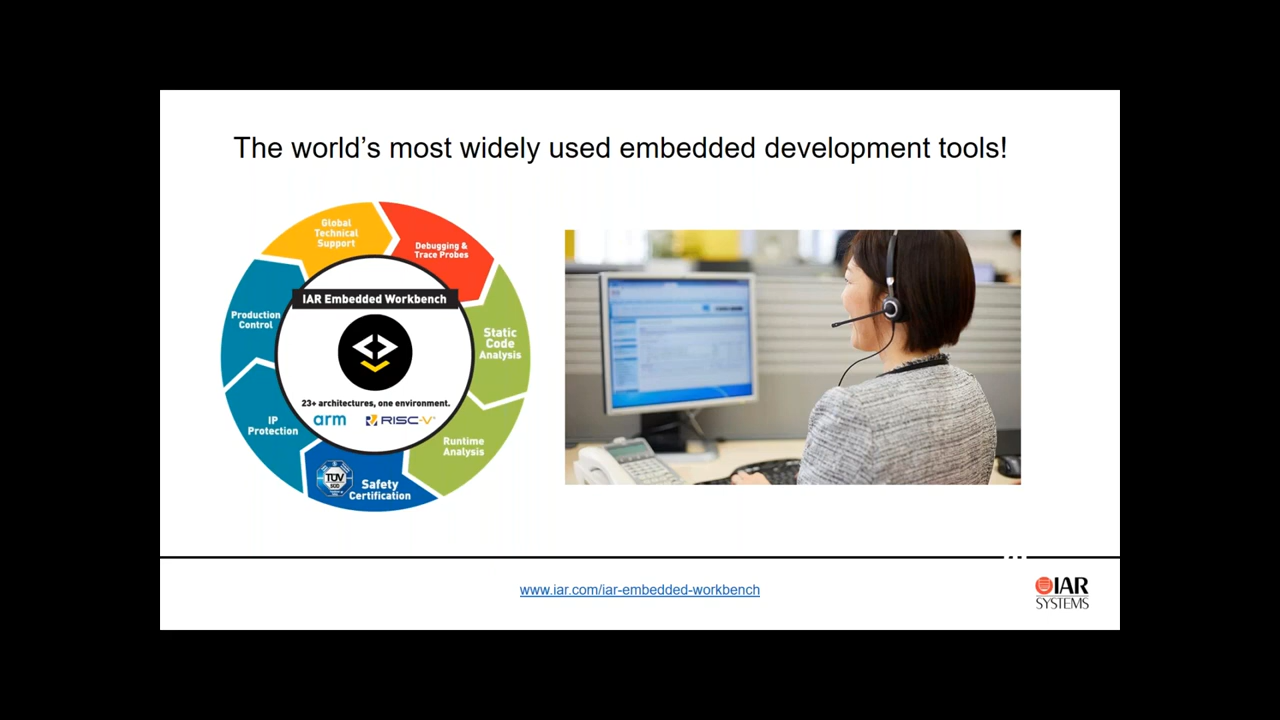 The world's most widely used embedded development tools!
Global
Technical
Support
Debugging &
Trace Probes
Production
Control
IAR Embedded Workbench
Static
Code
Analysis
23+ architectures, one environment.
arm RISC-V®
IP
Protection
Runtime
Analysis
TÜV
SÜD
Safety
Certification
www.iar.com/iar-embedded-workbench
IAR
SYSTEMS